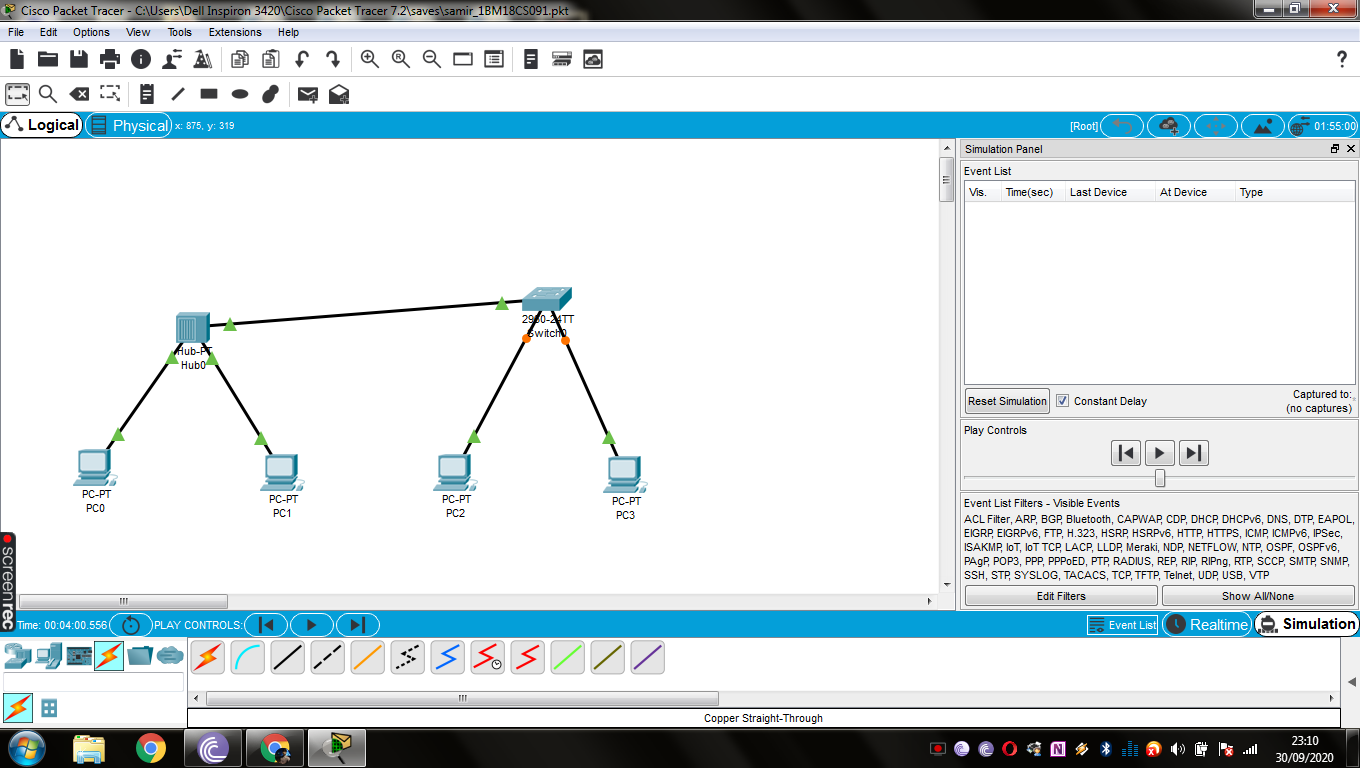 Cisco Packet Tracer - C:\Users\Dell Inspiron 3420\Cisco Packet Tracer 7.2\saves\samir_1BM18CS091.pkt
File Edit Options View Tools Extensions Help
Logical Physical x: 875, y: 319 [Root] 01:55:00
Simulation Panel
Event List
Vis. Time(sec) Last Device At Device Type
2960-24TT
Switch0
Hub-PT
Hub0
PC-PT
PC0
PC-PT
PC1
PC-PT
PC2
PC-PT
PC3
Reset Simulation Constant Delay Captured to:
(no captures)
Play Controls
Event List Filters - Visible Events
ACL Filter, ARP, BGP, Bluetooth, CAPWAP, CDP, DHCP, DHCPv6, DNS, DTP, EAPOL,
EIGRP, EIGRPv6, FTP, H.323, HSRP, HSRPv6, HTTP, HTTPS, ICMP, ICMPv6, IPSec,
ISAKMP, IoT, IoT TCP, LACP, LLDP, Meraki, NDP, NETFLOW, NTP, OSPF, OSPFv6,
PAgP, POP3, PPP, PPPoED, PTP, RADIUS, REP, RIP, RIPng, RTP, SCCP, SMTP, SNMP,
SSH, STP, SYSLOG, TACACS, TCP, TFTP, Telnet, UDP, USB, VTP
Edit Filters Show All/None
screenrec
Time: 00:04:00.556 PLAY CONTROLS: Event List Realtime Simulation
Copper Straight-Through
23:10
30/09/2020